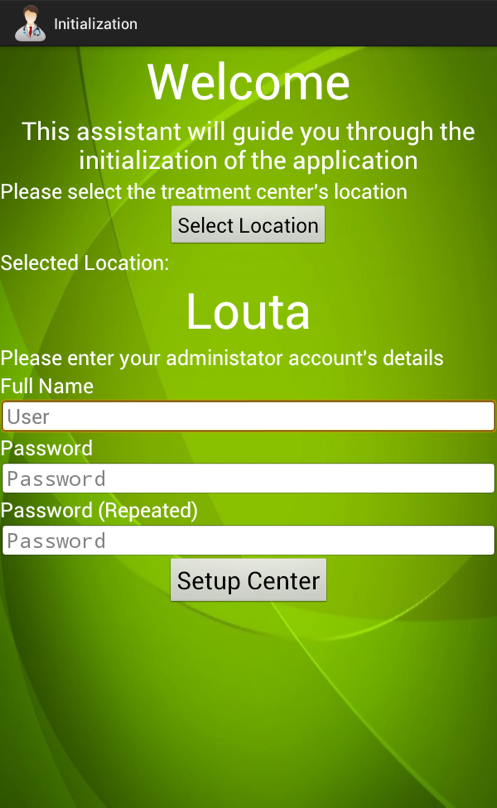 Initialization
Welcome
This assistant will guide you through the
initialization of the application
Please select the treatment center's location
Select Location
Selected Location:
Louta
Please enter your administator account's details
Full Name
User
Password
Password
Password (Repeated)
Password
Setup Center